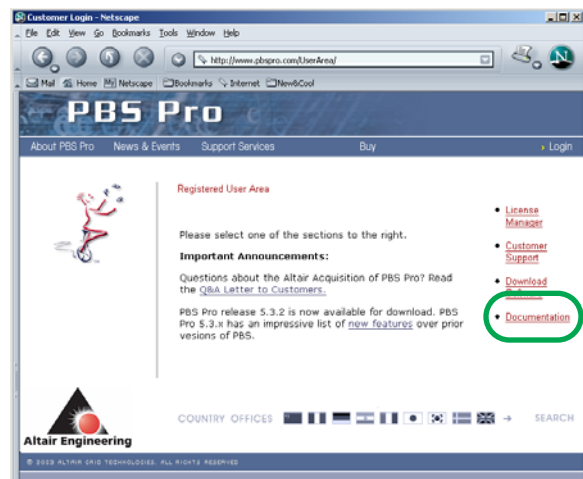 Customer Login - Netscape
File Edit View Go Bookmarks Tools Window Help
http://www.pbspro.com/UserArea/
Mail Home Netscape Bookmarks Internet New&Cool
PBS Pro
About PBS Pro News & Events Support Services Buy Login
Registered User Area
Please select one of the sections to the right.
Important Announcements:
Questions about the Altair Acquisition of PBS Pro? Read
the Q&A Letter to Customers.
PBS Pro release 5.3.2 is now available for download. PBS
Pro 5.3.x has an impressive list of new features over prior
vesions of PBS.
License
Manager
Customer
Support
Download
Software
Documentation
Altair Engineering
COUNTRY OFFICES SEARCH
© 2003 ALTAIR GRID TECHNOLOGIES. ALL RIGHTS RESERVED